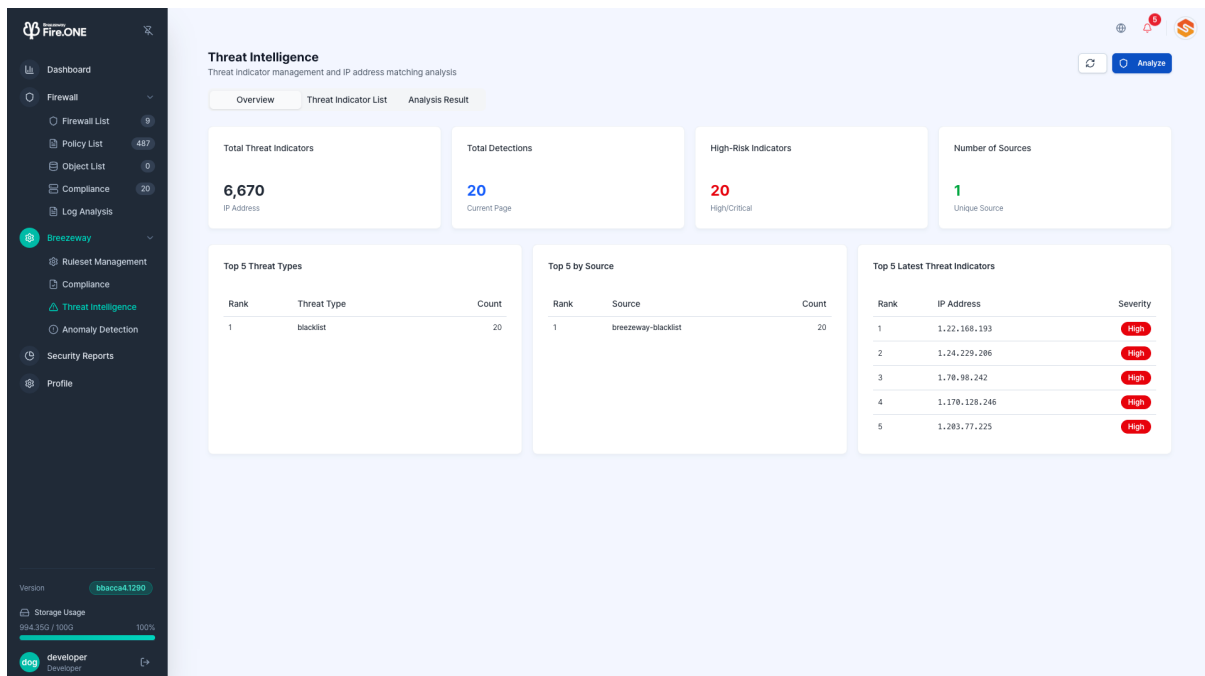 Breezeway
Fire.ONE
5
Dashboard
Firewall
Firewall List 9
Policy List 487
Object List 0
Compliance 20
Log Analysis
Breezeway
Ruleset Management
Compliance
Threat Intelligence
Anomaly Detection
Security Reports
Profile
Version bbacca4.1290
Storage Usage
994.35G / 100G 100%
dog
developer
Developer
Threat Intelligence
Threat indicator management and IP address matching analysis
Analyze
Overview Threat Indicator List Analysis Result
Total Threat Indicators
6,670
IP Address
Total Detections
20
Current Page
High-Risk Indicators
20
High/Critical
Number of Sources
1
Unique Source
Top 5 Threat Types
Rank Threat Type Count
1 blacklist 20
Top 5 by Source
Rank Source Count
1 breezeway-blacklist 20
Top 5 Latest Threat Indicators
Rank IP Address Severity
1 1.22.168.193 High
2 1.24.229.206 High
3 1.70.98.242 High
4 1.170.128.246 High
5 1.203.77.225 High